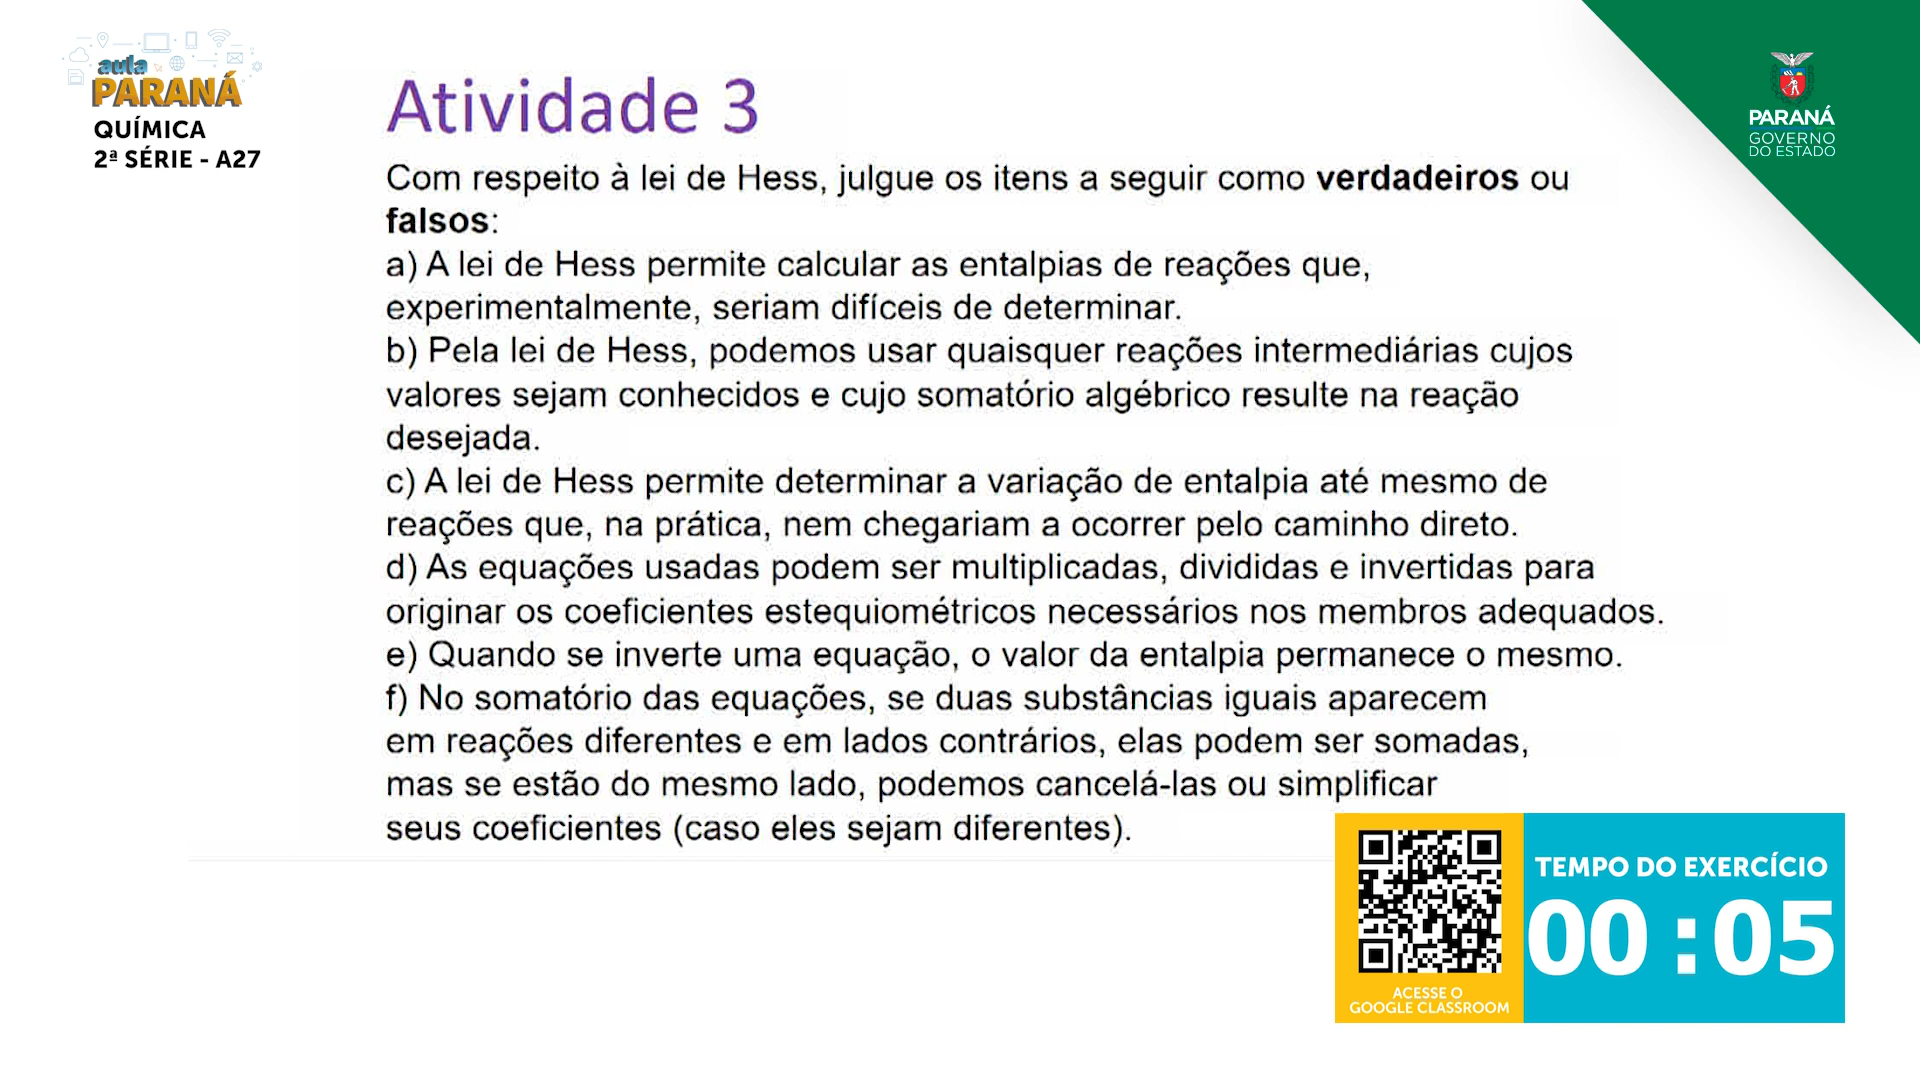 aula
PARANÁ
QUÍMICA
2ª SÉRIE - A27
PARANÁ
GOVERNO
DO ESTADO
Atividade 3
Com respeito à lei de Hess, julgue os itens a seguir como verdadeiros ou
falsos:
a) A lei de Hess permite calcular as entalpias de reações que,
experimentalmente, seriam difíceis de determinar.
b) Pela lei de Hess, podemos usar quaisquer reações intermediárias cujos
valores sejam conhecidos e cujo somatório algébrico resulte na reação
desejada.
c) A lei de Hess permite determinar a variação de entalpia até mesmo de
reações que, na prática, nem chegariam a ocorrer pelo caminho direto.
d) As equações usadas podem ser multiplicadas, divididas e invertidas para
originar os coeficientes estequiométricos necessários nos membros adequados.
e) Quando se inverte uma equação, o valor da entalpia permanece o mesmo.
f) No somatório das equações, se duas substâncias iguais aparecem
em reações diferentes e em lados contrários, elas podem ser somadas,
mas se estão do mesmo lado, podemos cancelá-las ou simplificar
seus coeficientes (caso eles sejam diferentes).
TEMPO DO EXERCÍCIO
00:05
ACESSE O
GOOGLE CLASSROOM